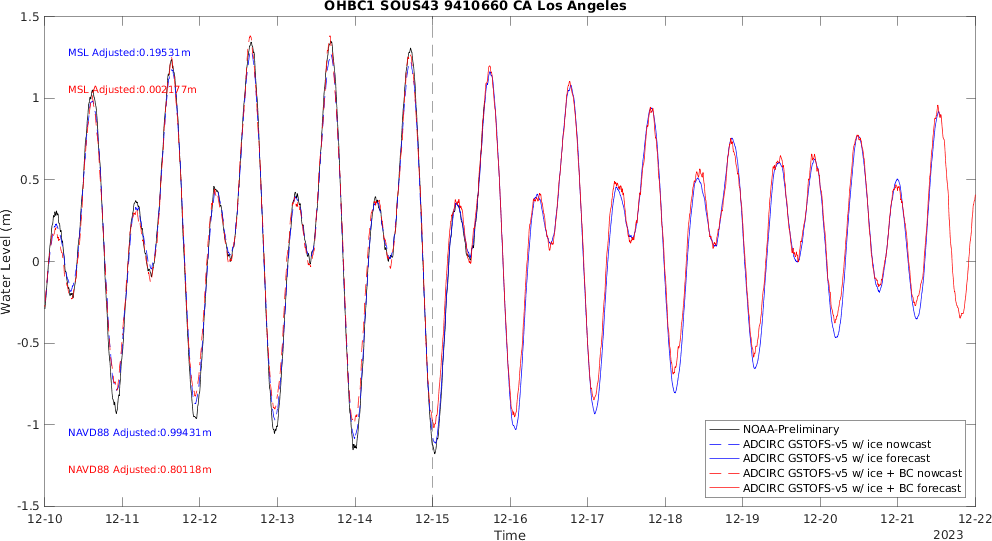 OHBC1 SOUS43 9410660 CA Los Angeles
1.5
MSL Adjusted:0.19531m
MSL Adjusted:0.002177m
1
0.5
Water Level (m)
0
-0.5
-1
NAVD88 Adjusted:0.99431m
NAVD88 Adjusted:0.80118m
-1.5
NOAA-Preliminary
ADCIRC GSTOFS-v5 w/ ice nowcast
ADCIRC GSTOFS-v5 w/ ice forecast
ADCIRC GSTOFS-v5 w/ ice + BC nowcast
ADCIRC GSTOFS-v5 w/ ice + BC forecast
12-10 12-11 12-12 12-13 12-14 12-15 12-16 12-17 12-18 12-19 12-20 12-21 12-22
Time
2023